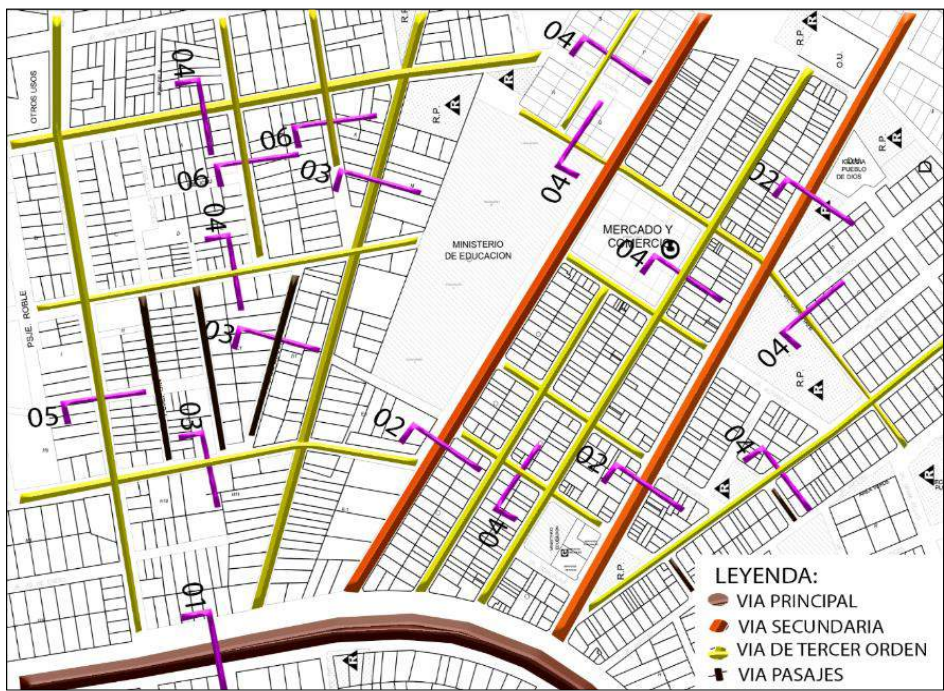 OTROS USOS
04
R.P.
04
R
O.U.
R.P.
R
R
R.P.
06
06
03
04
02
R
R.P.
IGLESIA
PUEBLO
DE DIOS
R
04
MINISTERIO
DE EDUCACION
MERCADO Y
COMERCIO
04
PSJE. ROBLE
03
04
R.P.
R
05
03
02
02
04
R
R
04
AREA VERDE
R.P.
01
R
LEYENDA:
VIA PRINCIPAL
VIA SECUNDARIA
VIA DE TERCER ORDEN
VIA PASAJES